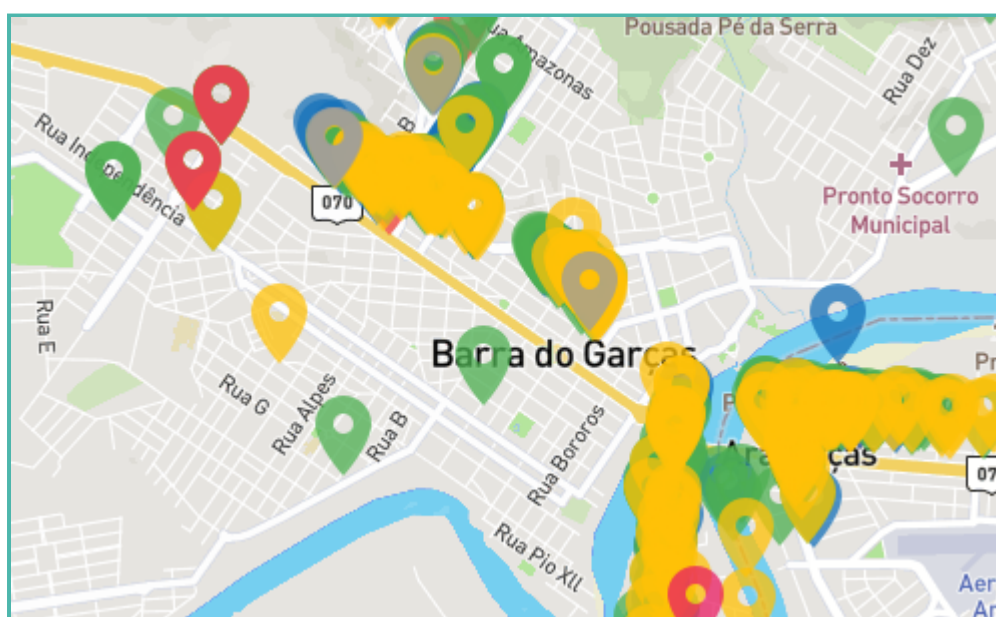 Pousada Pé da Serra
Rua Amazonas
Rua Dez
Rua Independência
070
Pronto Socorro
Municipal
Rua E
Barra do Garças
Rua G
Rua Alpes
Rua B
Rua Bororos
Rua Pio XII